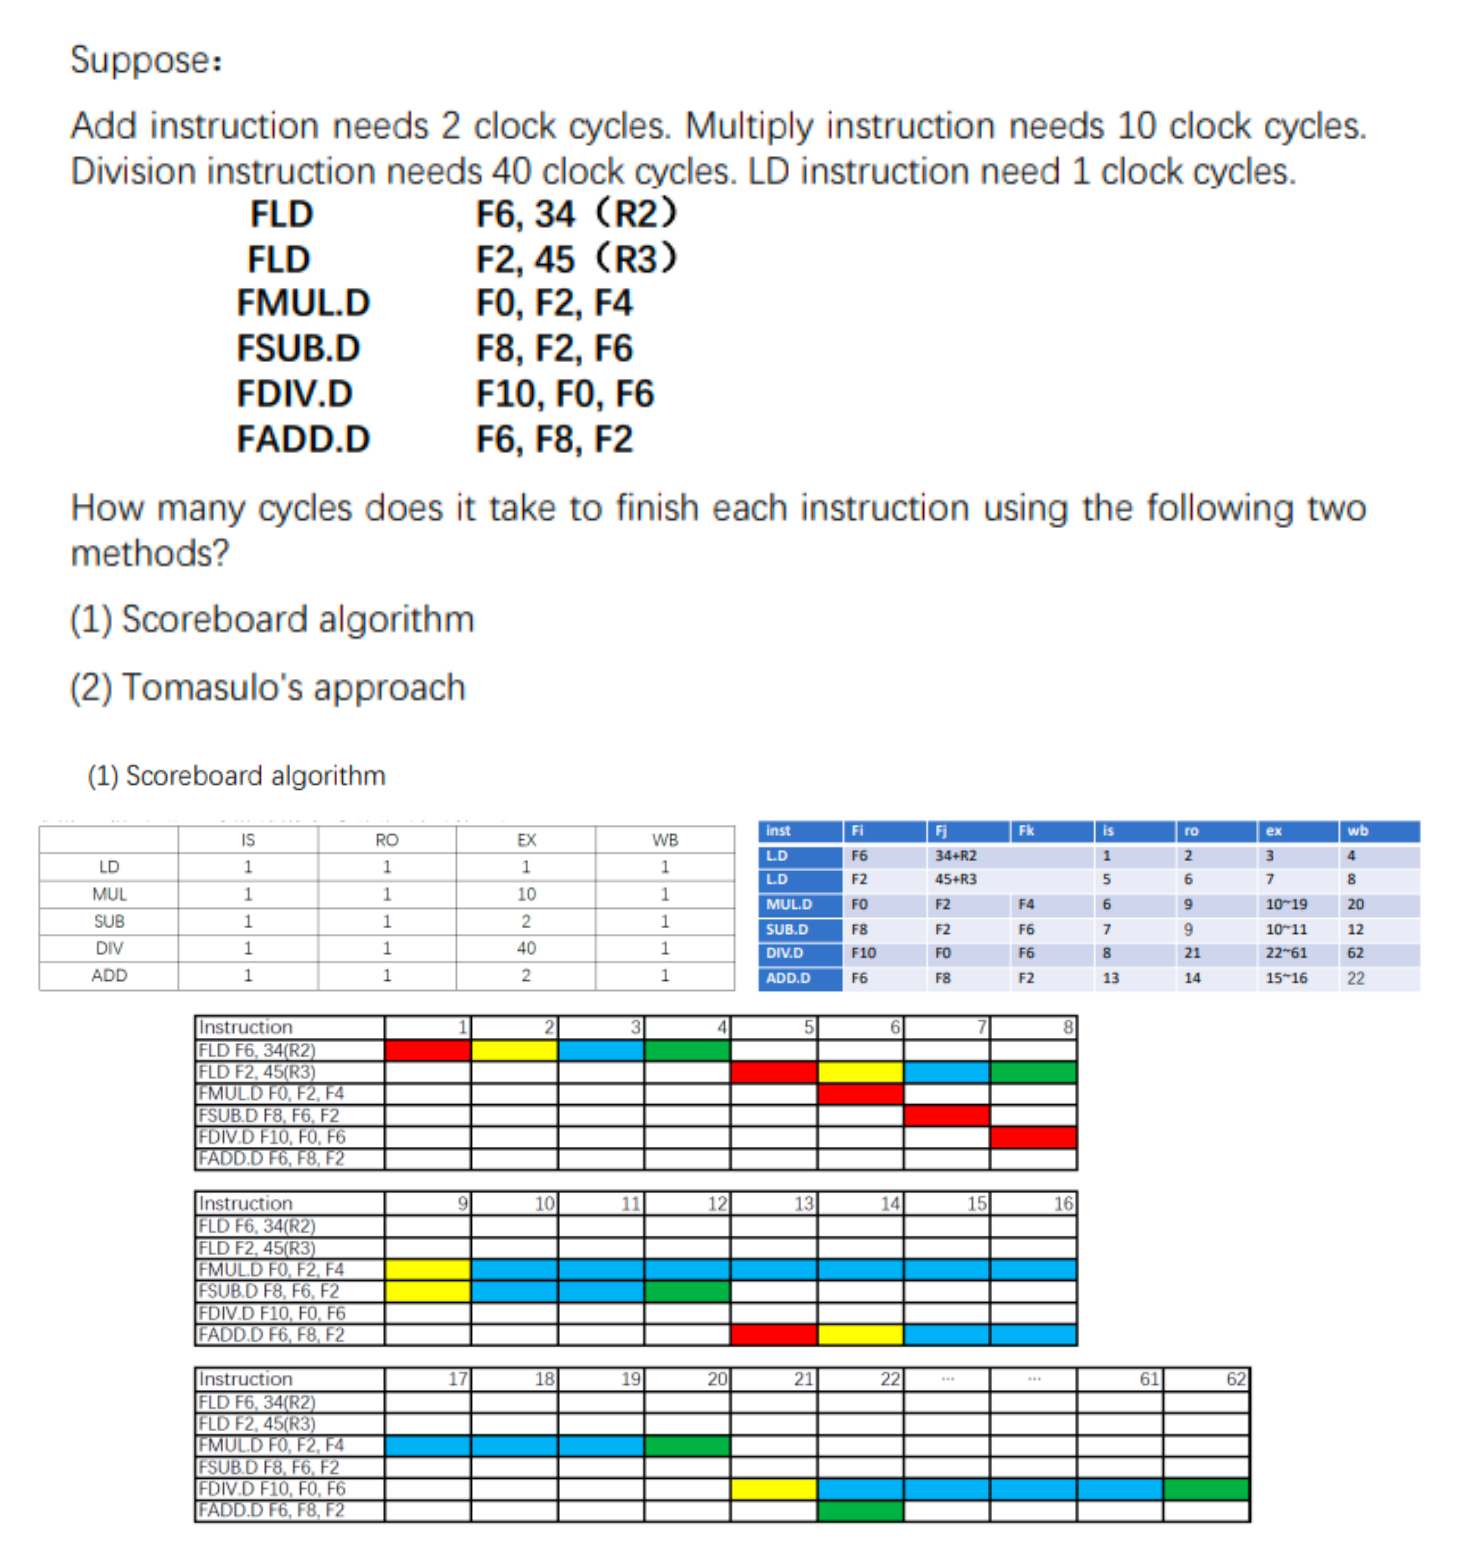 Suppose：
Add instruction needs 2 clock cycles. Multiply instruction needs 10 clock cycles.
Division instruction needs 40 clock cycles. LD instruction need 1 clock cycles.
FLD F6, 34（R2）
FLD F2, 45（R3）
FMUL.D F0, F2, F4
FSUB.D F8, F2, F6
FDIV.D F10, F0, F6
FADD.D F6, F8, F2
How many cycles does it take to finish each instruction using the following two
methods?
(1) Scoreboard algorithm
(2) Tomasulo's approach
(1) Scoreboard algorithm
IS RO EX WB
LD 1 1 1 1
MUL 1 1 10 1
SUB 1 1 2 1
DIV 1 1 40 1
ADD 1 1 2 1
inst Fi Fj Fk is ro ex wb
L.D F6 34+R2 1 2 3 4
L.D F2 45+R3 5 6 7 8
MUL.D F0 F2 F4 6 9 10~19 20
SUB.D F8 F2 F6 7 9 10~11 12
DIV.D F10 F0 F6 8 21 22~61 62
ADD.D F6 F8 F2 13 14 15~16 22
Instruction 1 2 3 4 5 6 7 8
FLD F6, 34(R2)
FLD F2, 45(R3)
FMUL.D F0, F2, F4
FSUB.D F8, F6, F2
FDIV.D F10, F0, F6
FADD.D F6, F8, F2
Instruction 9 10 11 12 13 14 15 16
FLD F6, 34(R2)
FLD F2, 45(R3)
FMUL.D F0, F2, F4
FSUB.D F8, F6, F2
FDIV.D F10, F0, F6
FADD.D F6, F8, F2
Instruction 17 18 19 20 21 22 ... ... 61 62
FLD F6, 34(R2)
FLD F2, 45(R3)
FMUL.D F0, F2, F4
FSUB.D F8, F6, F2
FDIV.D F10, F0, F6
FADD.D F6, F8, F2